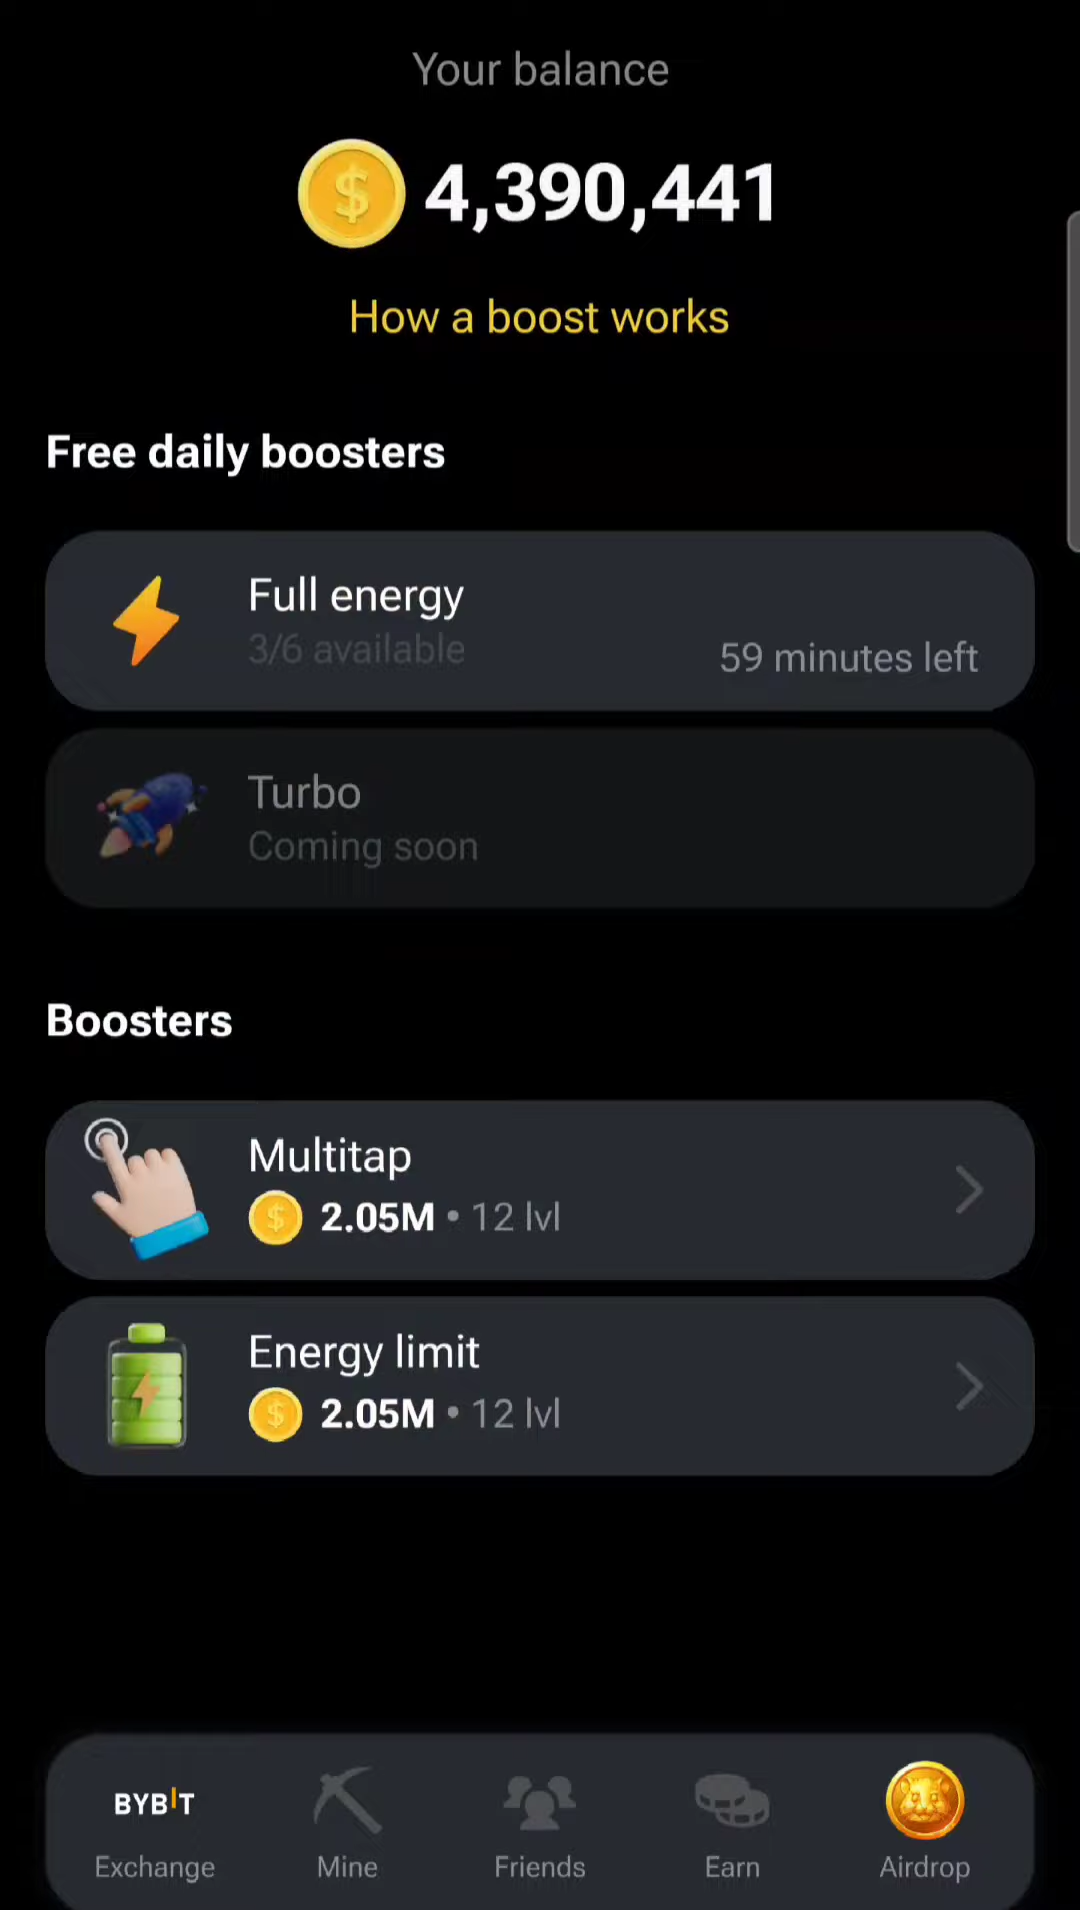 Your balance
4,390,441
How a boost works
Free daily boosters
Full energy
3/6 available
59 minutes left
Turbo
Coming soon
Boosters
Multitap
2.05M • 12 lvl
Energy limit
2.05M • 12 lvl
BYBIT
Exchange
Mine
Friends
Earn
Airdrop